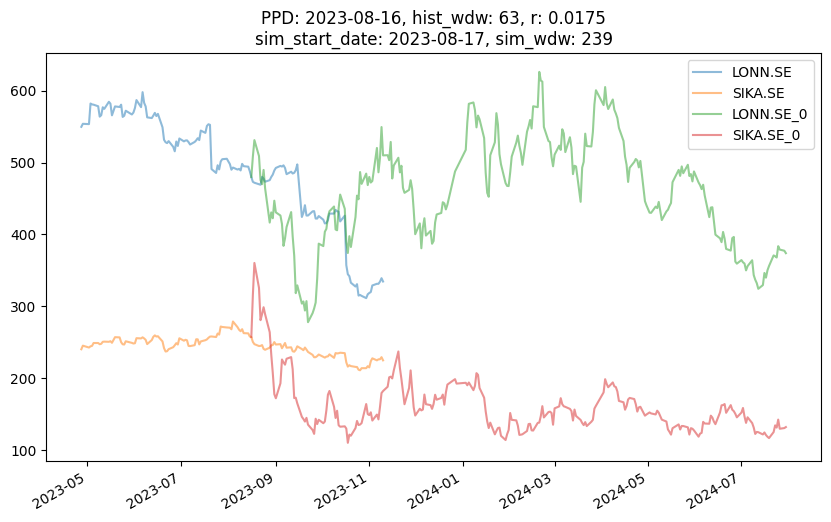 PPD: 2023-08-16, hist_wdw: 63, r: 0.0175
sim_start_date: 2023-08-17, sim_wdw: 239
LONN.SE
SIKA.SE
LONN.SE_0
SIKA.SE_0
600
500
400
300
200
100
2023-05
2023-07
2023-09
2023-11
2024-01
2024-03
2024-05
2024-07